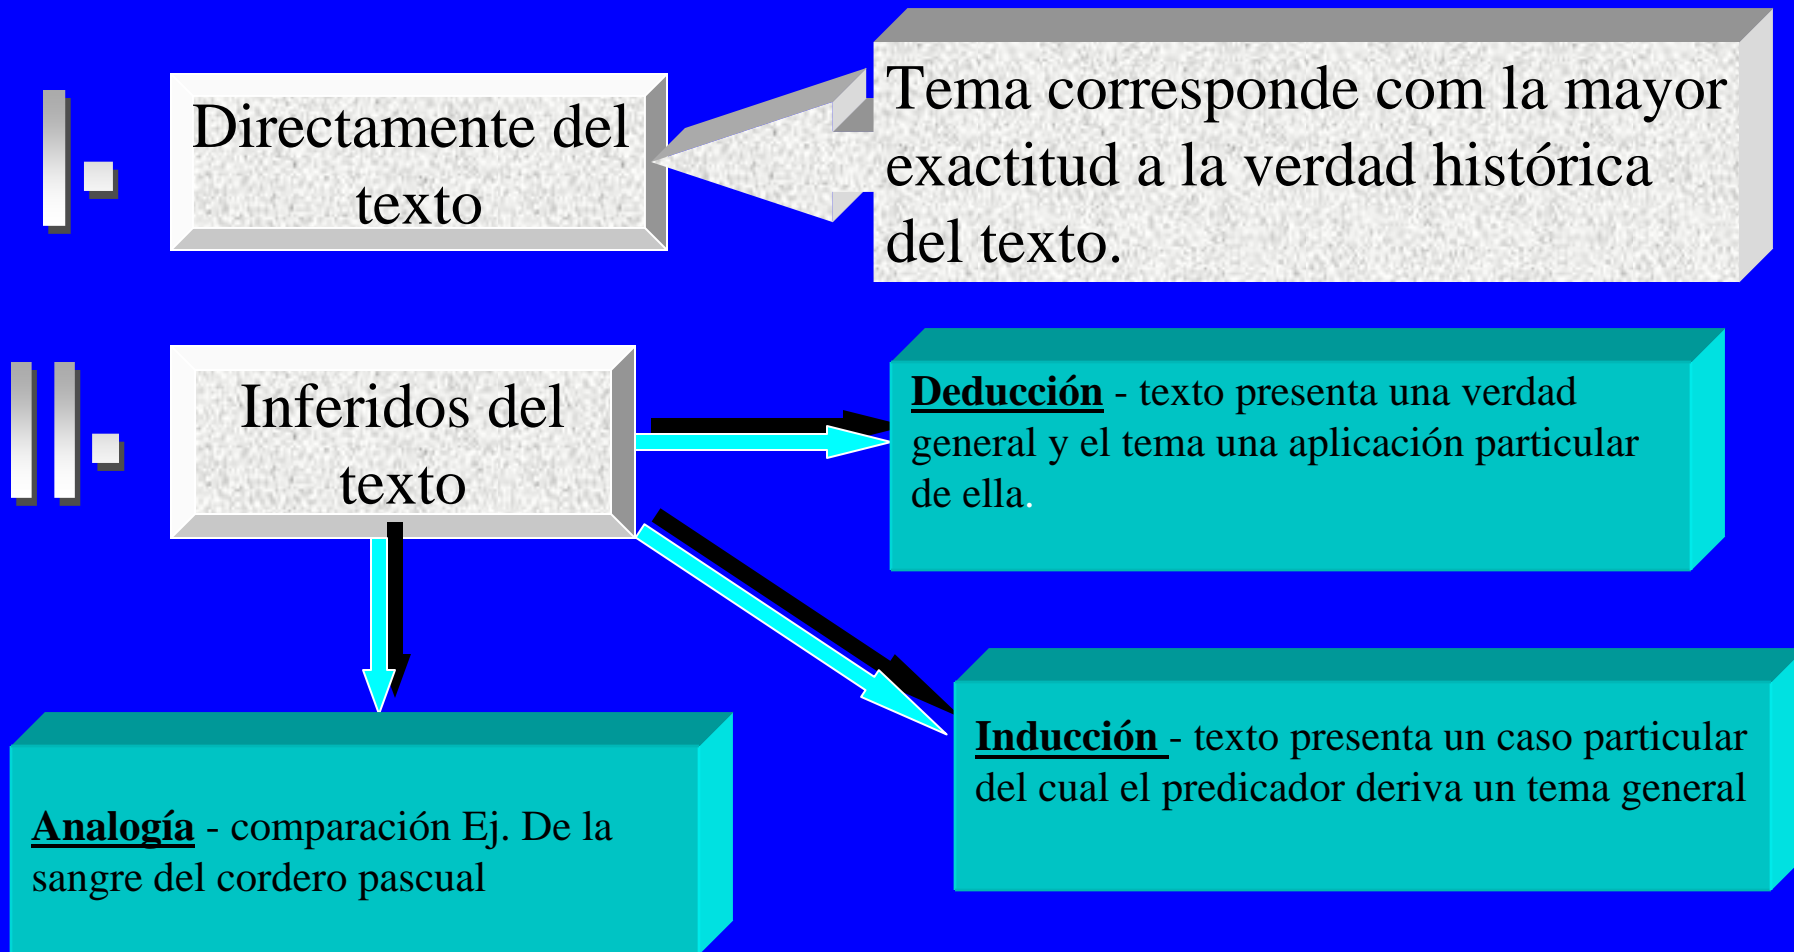 I.
Directamente del
texto
Tema corresponde com la mayor
exactitud a la verdad histórica
del texto.
II.
Inferidos del
texto
Deducción - texto presenta una verdad
general y el tema una aplicación particular
de ella.
Inducción - texto presenta un caso particular
del cual el predicador deriva un tema general
Analogía - comparación Ej. De la
sangre del cordero pascual